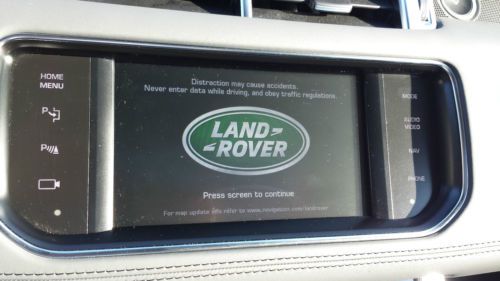 HOME
MENU
P
P
Distraction may cause accidents.
Never enter data while driving, and obey traffic regulations.
LAND
ROVER
Press screen to continue
For map update info refer to www.navigation.com/landrover
MODE
AUDIO
VIDEO
NAV
PHONE